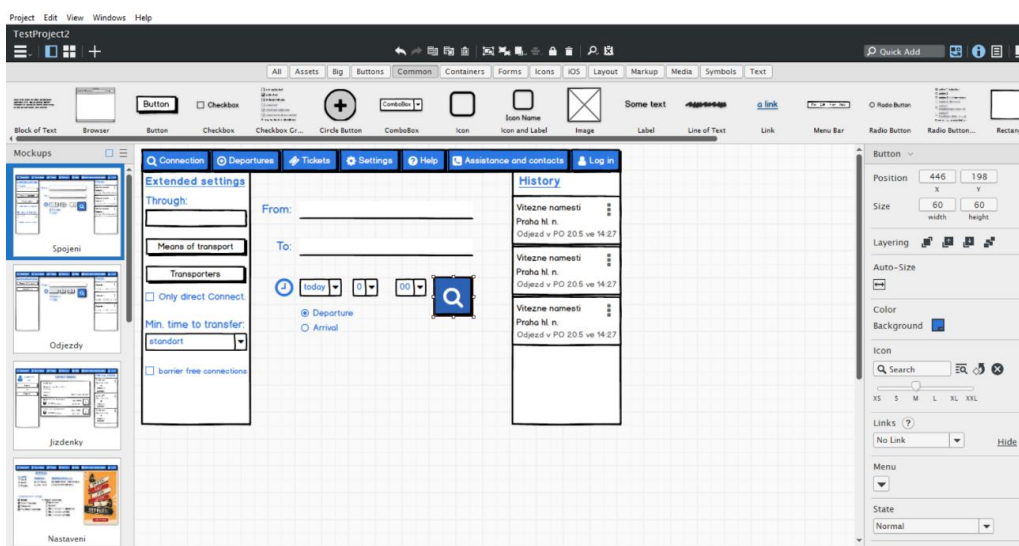 Project Edit View Windows Help
TestProject2
Quick Add
All Assets Big Buttons Common Containers Forms Icons iOS Layout Markup Media Symbols Text
Button
Checkbox
ComboBox
Icon Name
Some text
a link
Radio Button
Block of Text Browser Button Checkbox Checkbox Gr... Circle Button ComboBox Icon Icon and Label Image Label Line of Text Link Menu Bar Radio Button Radio Button... Rectan
Mockups
Spojeni
Odjezdy
Jizdenky
Nastaveni
Connection Departures Tickets Settings Help Assistance and contacts Log in
Extended settings
Through:
Means of transport
Transporters
Only direct Connect.
Min. time to transfer:
standart
barrier free connections
From:
To:
today 0 00
Departure
Arrival
History
Vitezne namesti
Praha hl. n.
Odjezd v PO 20.5 ve 14:27
Vitezne namesti
Praha hl. n.
Odjezd v PO 20.5 ve 14:27
Vitezne namesti
Praha hl. n.
Odjezd v PO 20.5 ve 14:27
Button
Position 446 198
X Y
Size 60 60
width height
Layering
Auto-Size
Color
Background
Icon
Search
XS S M L XL XXL
Links ?
No Link Hide
Menu
State
Normal